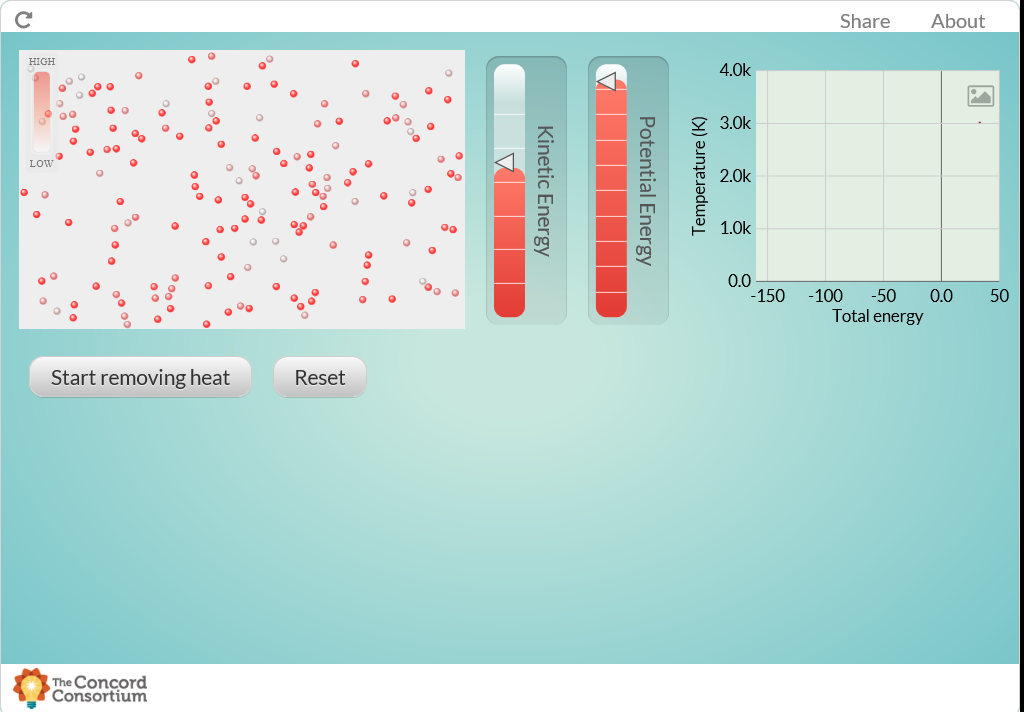 Share
About
HIGH
LOW
Kinetic Energy
Potential Energy
Temperature (K)
4.0k
3.0k
2.0k
1.0k
0.0
-150
-100
-50
0.0
50
Total energy
Start removing heat
Reset
The Concord
Consortium